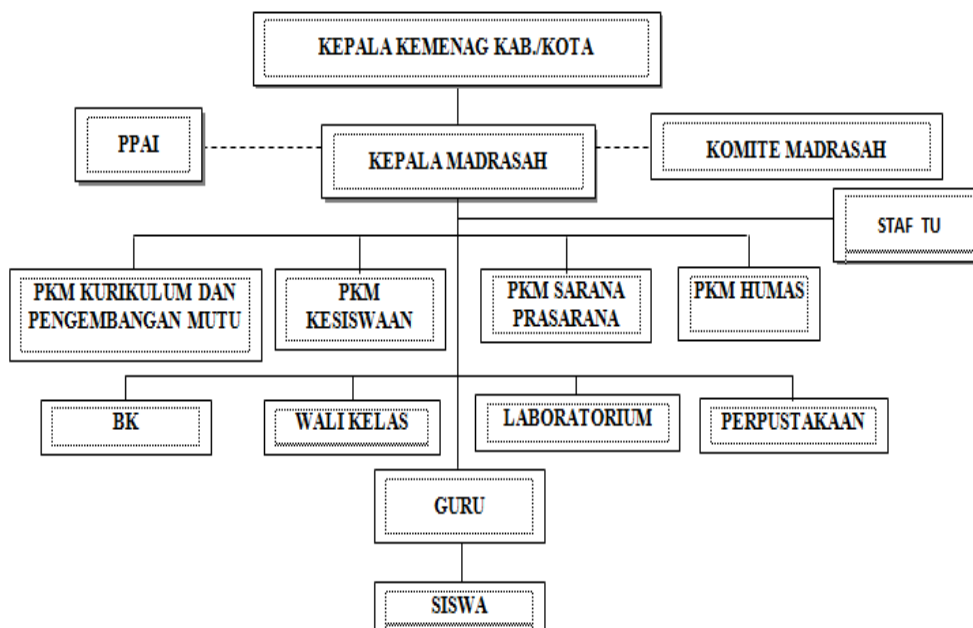 KEPALA KEMENAG KAB./KOTA
PPAI
KEPALA MADRASAH
KOMITE MADRASAH
STAF TU
PKM KURIKULUM DAN
PENGEMBANGAN MUTU
PKM
KESISWAAN
PKM SARANA
PRASARANA
PKM HUMAS
BK
WALI KELAS
LABORATORIUM
PERPUSTAKAAN
GURU
SISWA